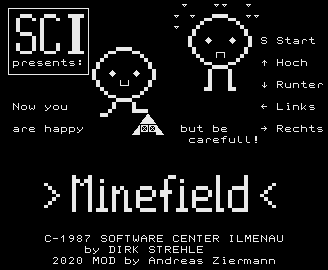 SCI
presents:
S Start
↑ Hoch
↓ Runter
← Links
→ Rechts
Now you
are happy
but be
carefull!
>Minefield<
C-1987 SOFTWARE CENTER ILMENAU
by DIRK STREHLE
2020 MOD by Andreas Ziermann